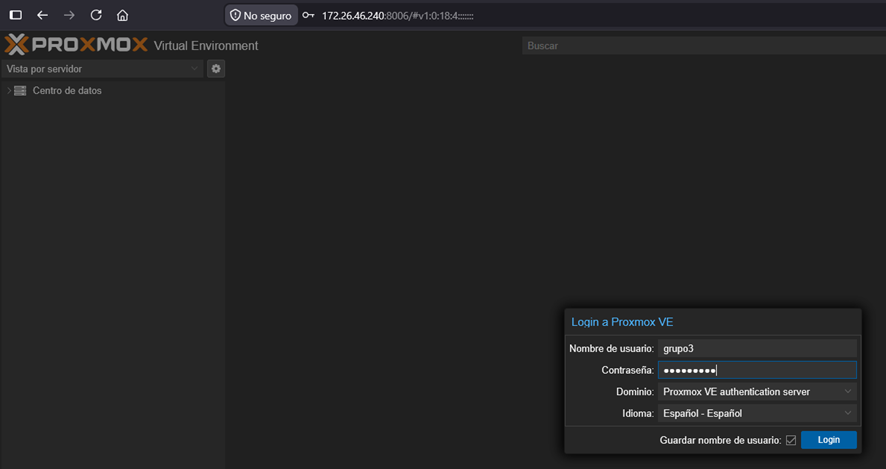 No seguro 172.26.46.240:8006/#v1:0:18:4:::::::
PROXMOX Virtual Environment
Buscar
Vista por servidor
Centro de datos
Login a Proxmox VE
Nombre de usuario: grupo3
Contraseña: ●●●●●●●●●
Dominio: Proxmox VE authentication server
Idioma: Español - Español
Guardar nombre de usuario: Login